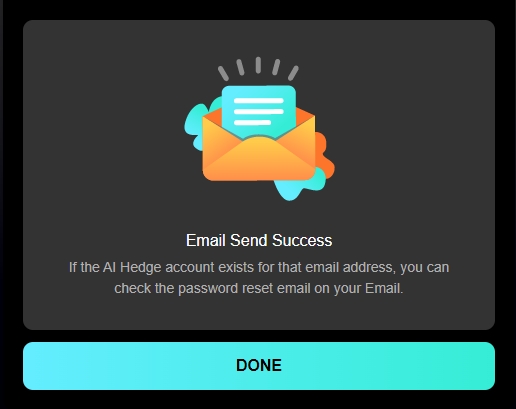 Email Send Success
If the AI Hedge account exists for that email address, you can
check the password reset email on your Email.
DONE